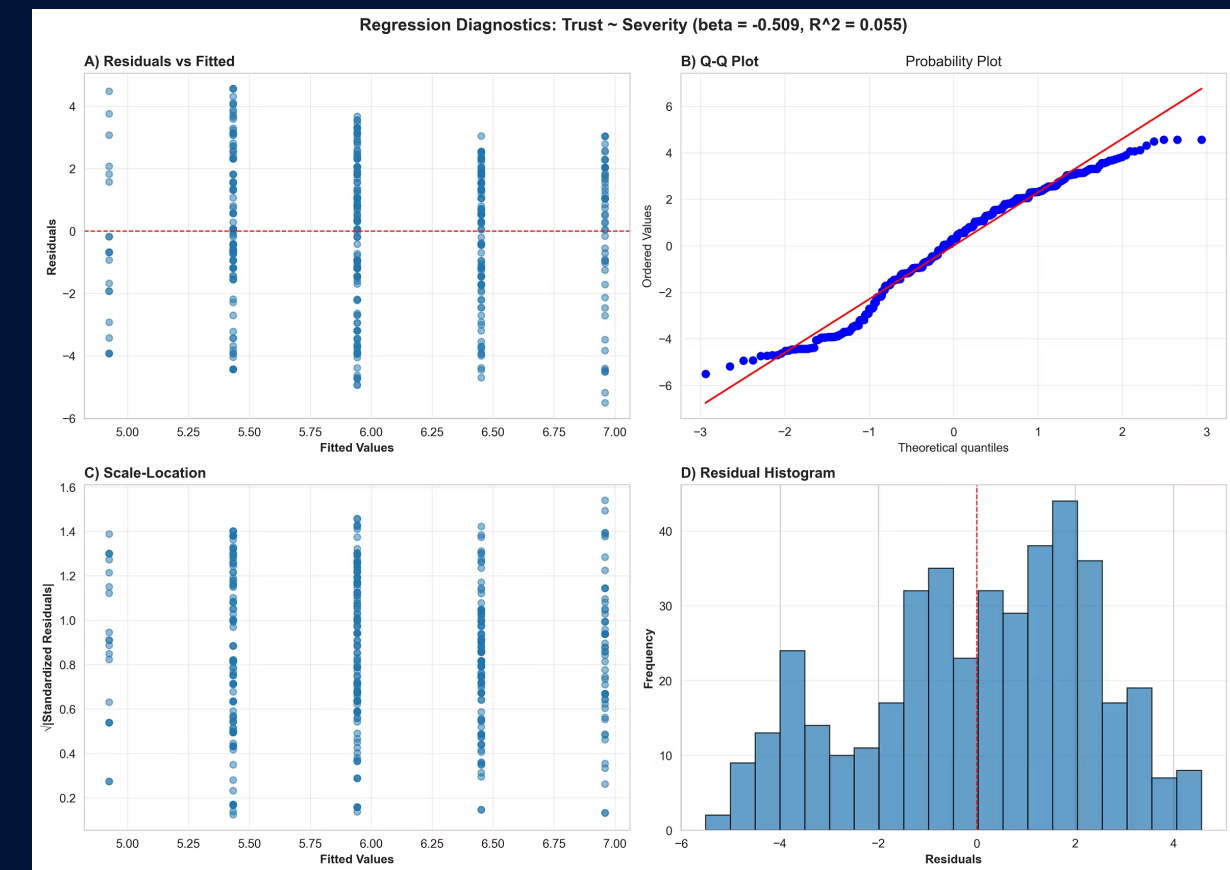 Regression Diagnostics: Trust ~ Severity (beta = -0.509, R^2 = 0.055)
A) Residuals vs Fitted
Residuals
4
2
0
−2
−4
−6
5.00 5.25 5.50 5.75 6.00 6.25 6.50 6.75 7.00
Fitted Values
B) Q-Q Plot Probability Plot
Ordered Values
6
4
2
0
−2
−4
−6
−3 −2 −1 0 1 2 3
Theoretical quantiles
C) Scale-Location
√|Standardized Residuals|
1.6
1.4
1.2
1.0
0.8
0.6
0.4
0.2
5.00 5.25 5.50 5.75 6.00 6.25 6.50 6.75 7.00
Fitted Values
D) Residual Histogram
Frequency
40
30
20
10
0
−6 −4 −2 0 2 4
Residuals